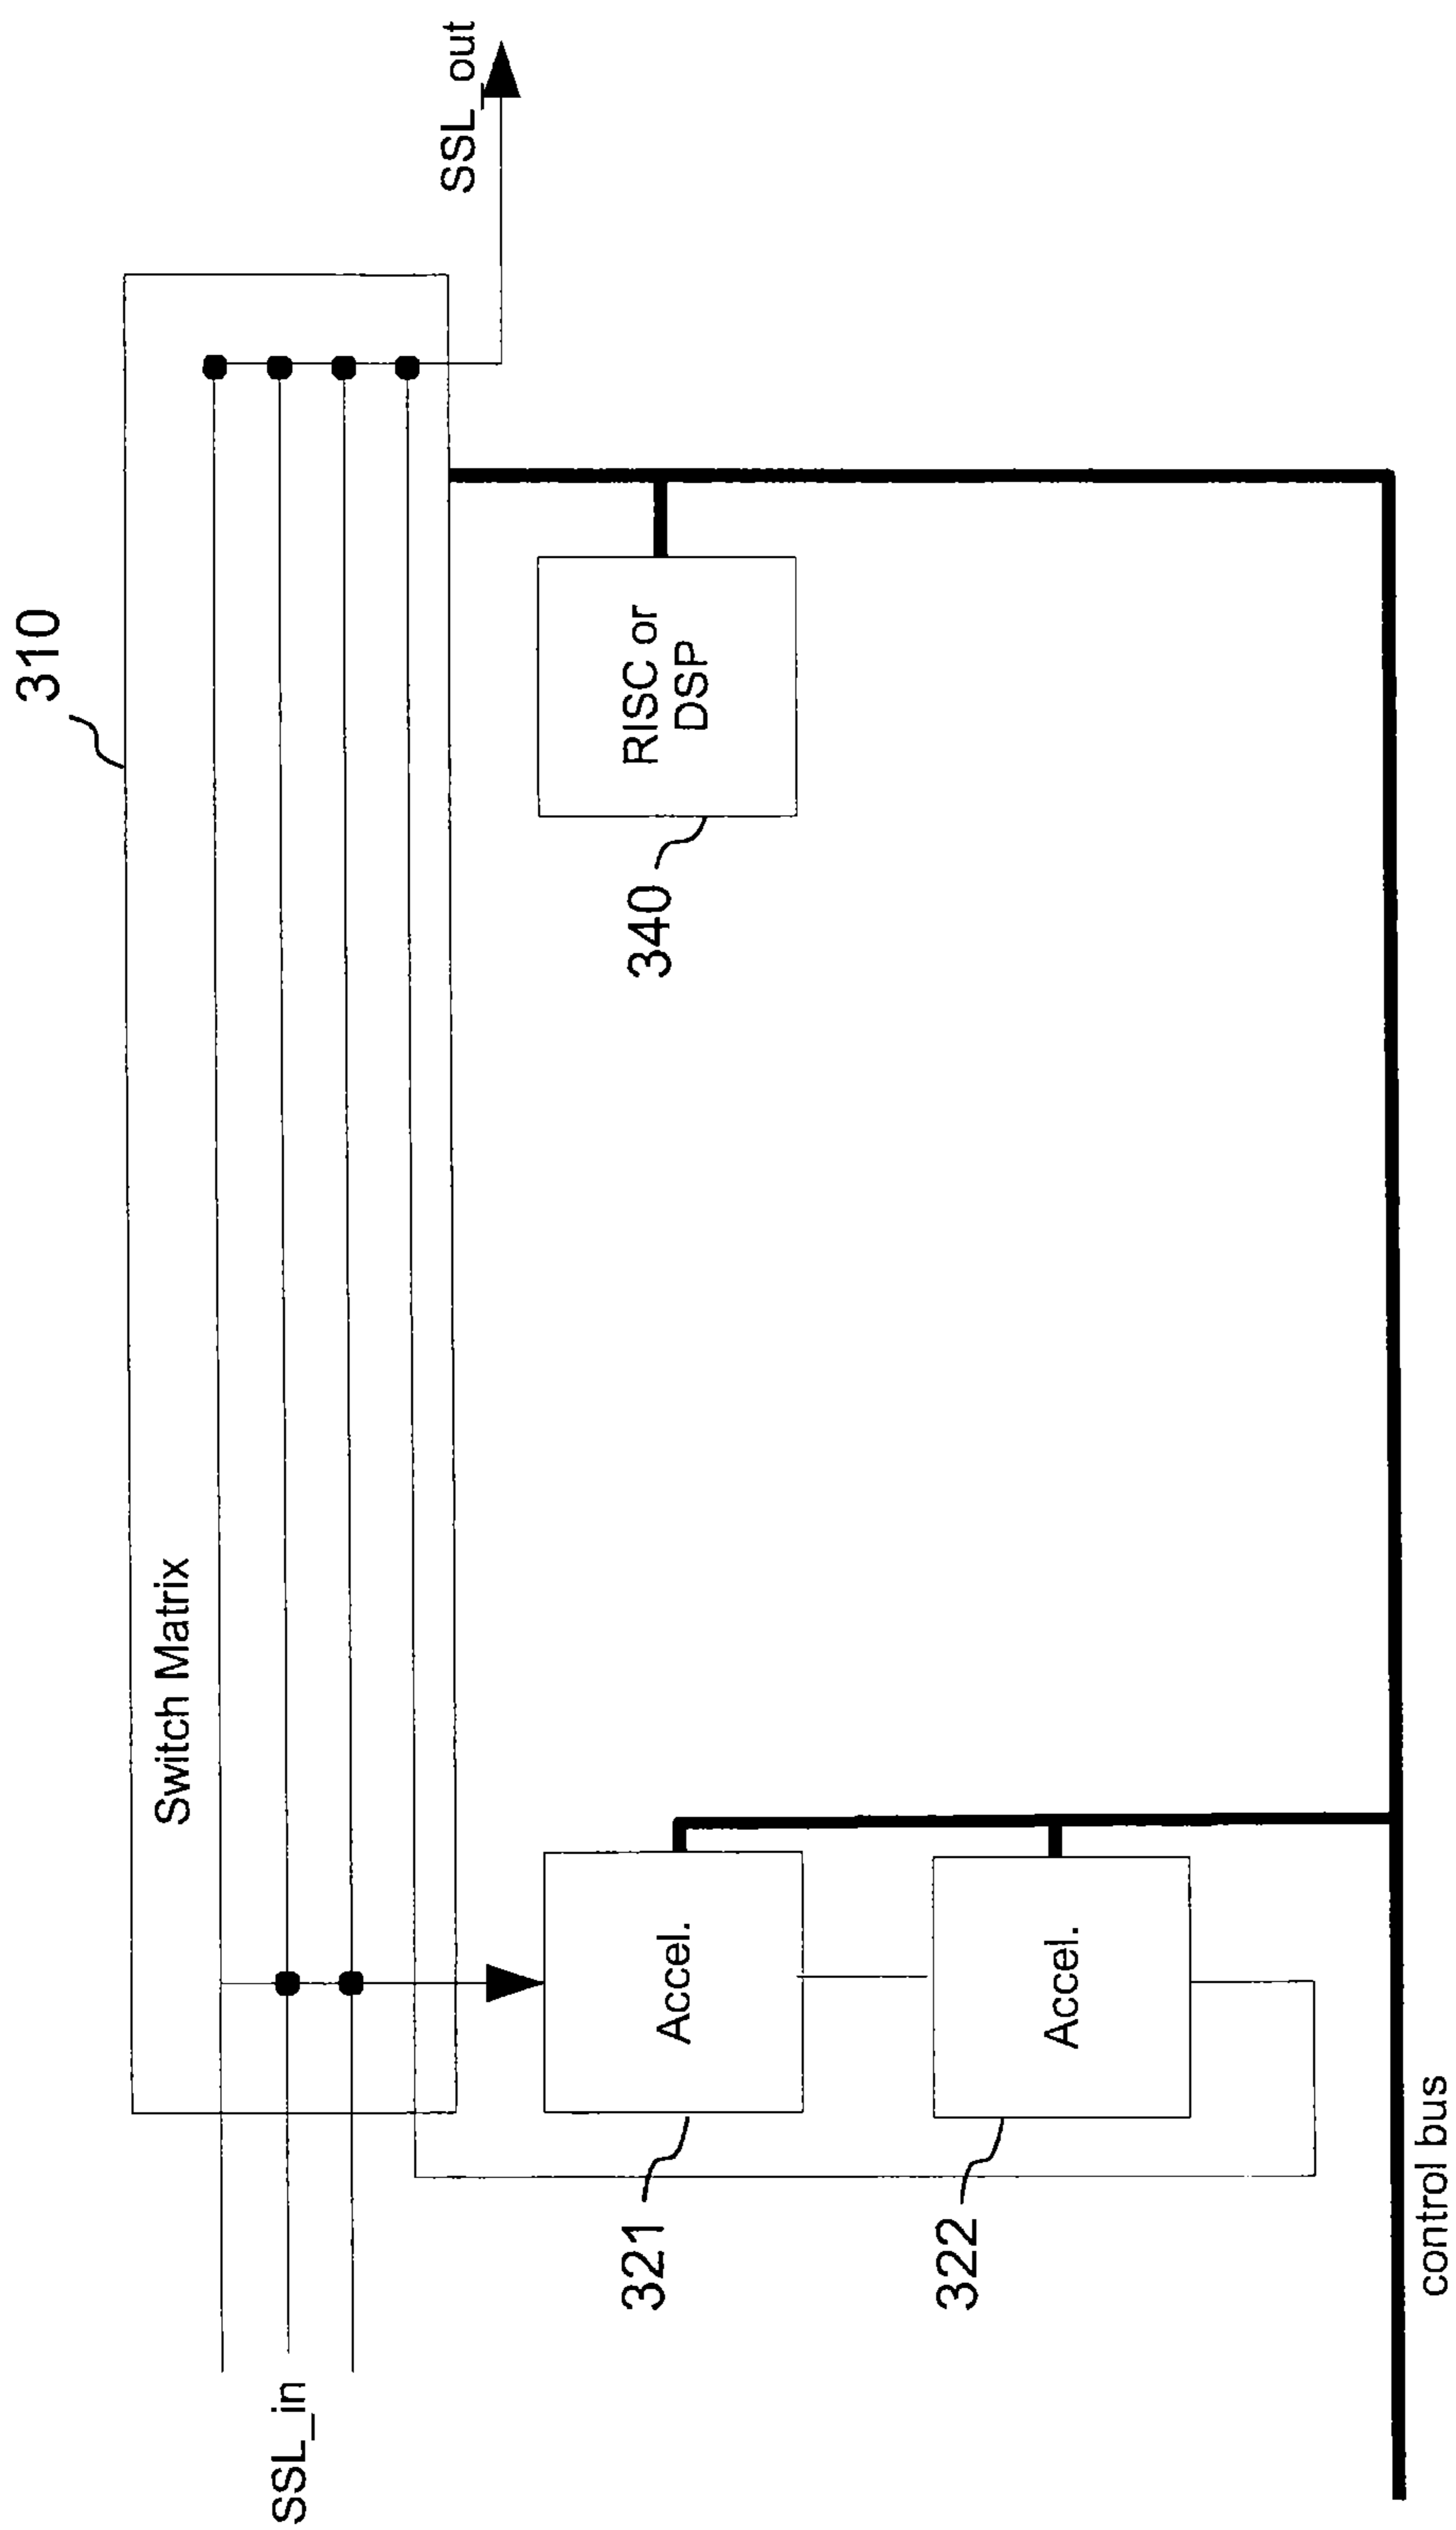 310
Switch Matrix
SSL_in
SSL_out
321
Accel.
322
Accel.
340
RISC or
DSP
control bus